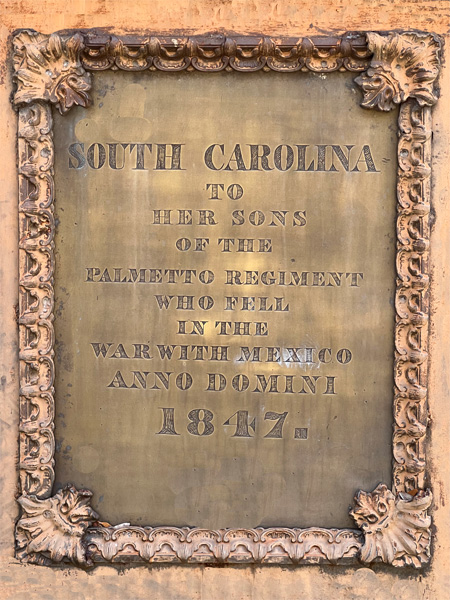 SOUTH CAROLINA
TO
HER SONS
OF THE
PALMETTO REGIMENT
WHO FELL
IN THE
WAR WITH MEXICO
ANNO DOMINI
1847.